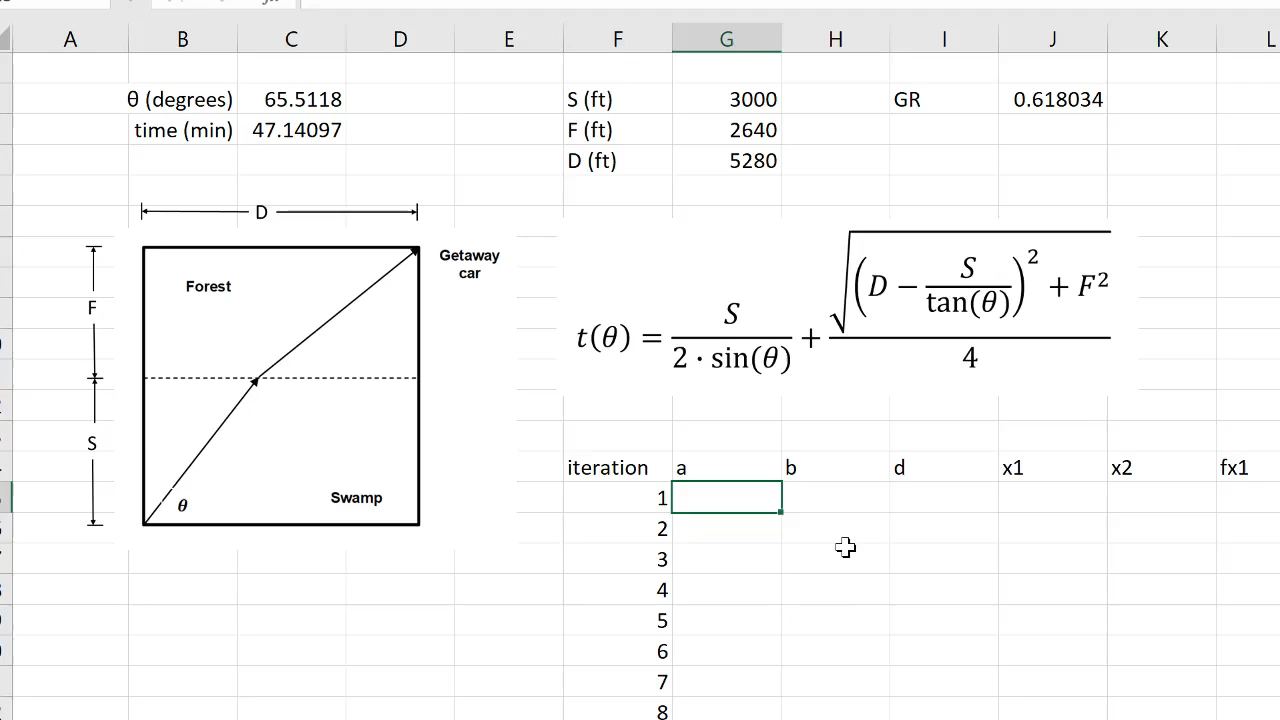 A B C D E F G H I J K L
θ (degrees) 65.5118 S (ft) 3000 GR 0.618034
time (min) 47.14097 F (ft) 2640
D (ft) 5280
D
Getaway
car
Forest
F
S
θ
Swamp
t(θ) = S / (2 · sin(θ)) + √((D − S / tan(θ))² + F²) / 4
iteration a b d x1 x2 fx1
1
2
3
4
5
6
7
8